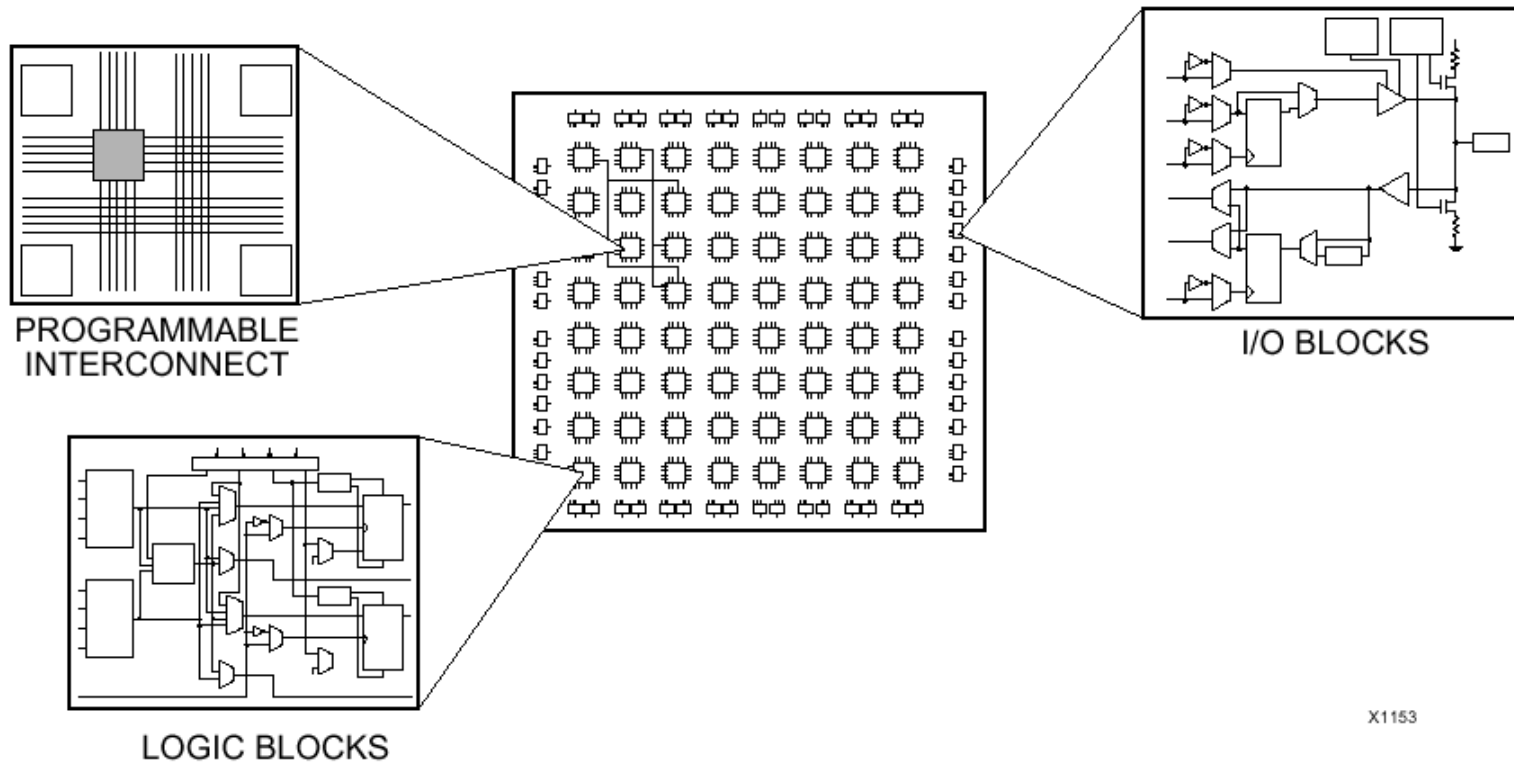 PROGRAMMABLE
INTERCONNECT
I/O BLOCKS
LOGIC BLOCKS
X1153